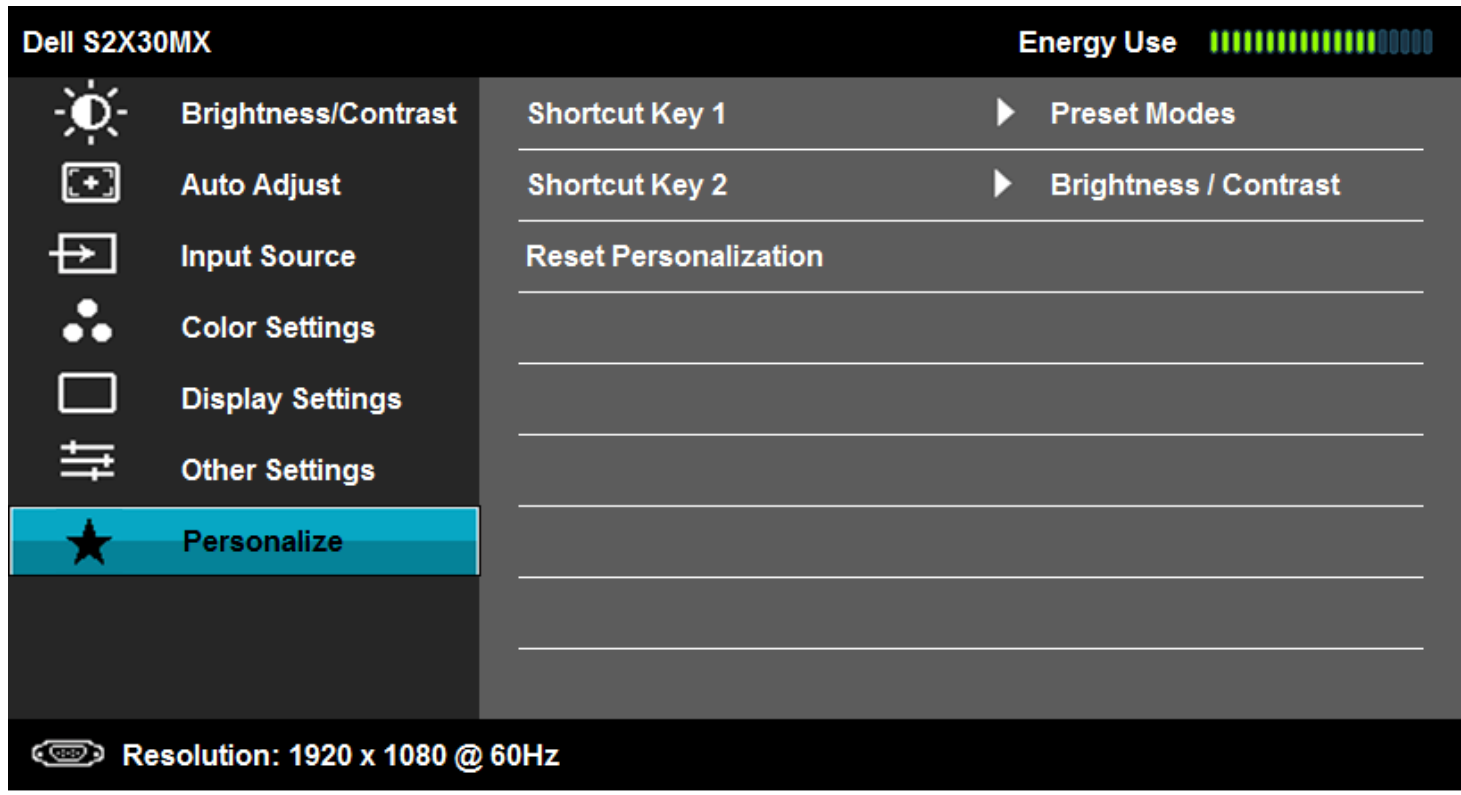 Dell S2X30MX Energy Use
Brightness/Contrast Shortcut Key 1 Preset Modes
Auto Adjust Shortcut Key 2 Brightness / Contrast
Input Source Reset Personalization
Color Settings
Display Settings
Other Settings
Personalize
Resolution: 1920 x 1080 @ 60Hz